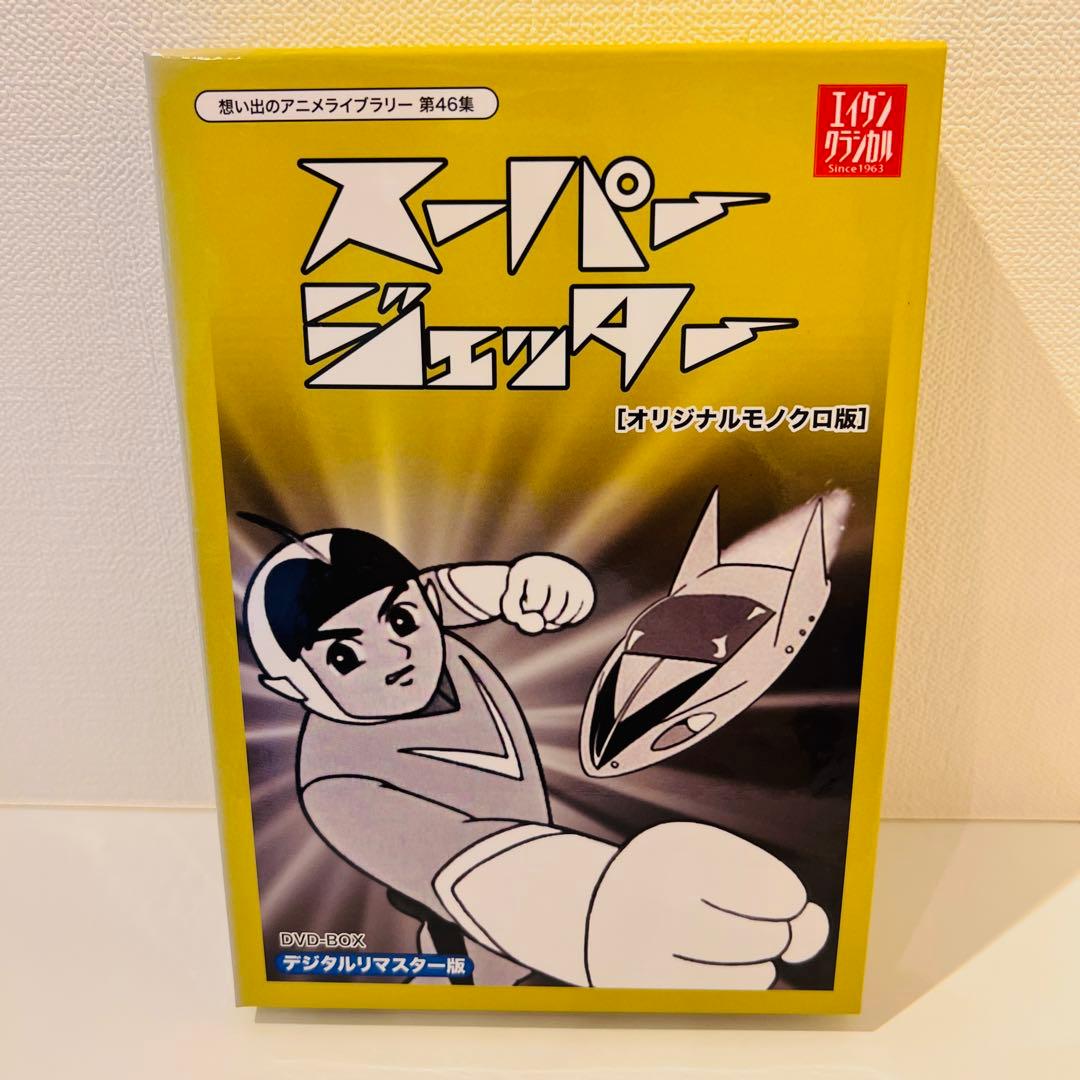 想い出のアニメライブラリー 第46集
エイケン
クラシカル
Since1963
スーパー
ジェッター
[オリジナルモノクロ版]
DVD-BOX
デジタルリマスター版